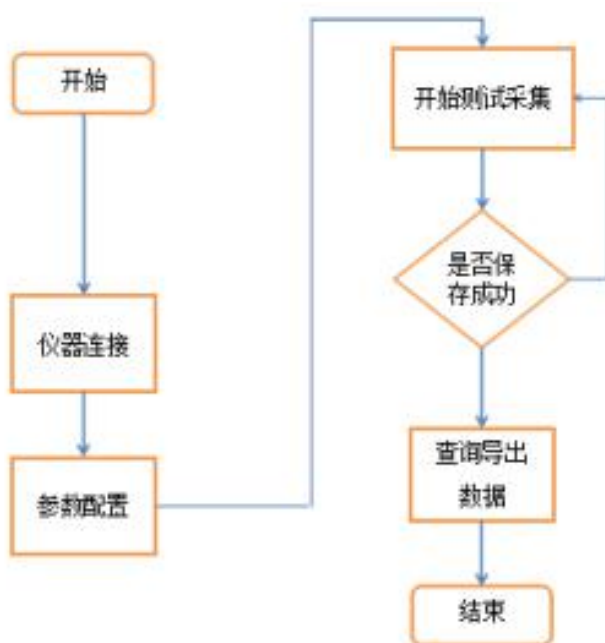 开始
仪器连接
参数配置
开始测试采集
是否保
存成功
查询导出
数据
结束